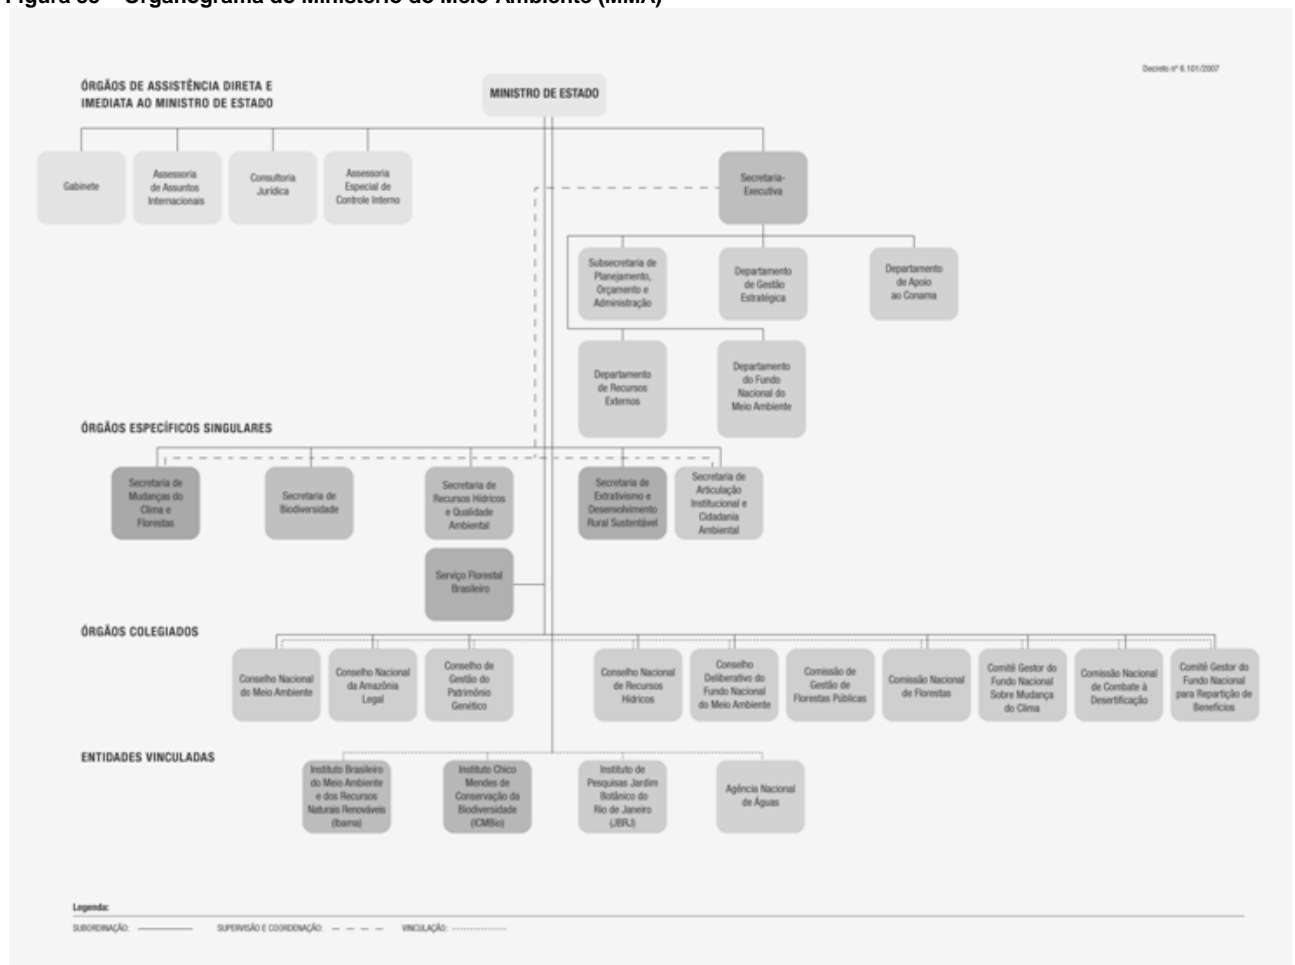 Figura 36 – Organograma do Ministério do Meio Ambiente (MMA)
Decreto nº 6.101/2007
ÓRGÃOS DE ASSISTÊNCIA DIRETA E
IMEDIATA AO MINISTRO DE ESTADO
MINISTRO DE ESTADO
Gabinete
Assessoria
de Assuntos
Internacionais
Consultoria
Jurídica
Assessoria
Especial de
Controle Interno
Secretaria-
Executiva
Subsecretaria de
Planejamento,
Orçamento e
Administração
Departamento
de Gestão
Estratégica
Departamento
de Apoio
ao Conama
Departamento
de Recursos
Externos
Departamento
do Fundo
Nacional do
Meio Ambiente
ÓRGÃOS ESPECÍFICOS SINGULARES
Secretaria de
Mudanças do
Clima e
Florestas
Secretaria de
Biodiversidade
Secretaria de
Recursos Hídricos
e Qualidade
Ambiental
Secretaria de
Extrativismo e
Desenvolvimento
Rural Sustentável
Secretaria de
Articulação
Institucional e
Cidadania
Ambiental
Serviço Florestal
Brasileiro
ÓRGÃOS COLEGIADOS
Conselho Nacional
do Meio Ambiente
Conselho Nacional
da Amazônia
Legal
Conselho de
Gestão do
Patrimônio
Genético
Conselho Nacional
de Recursos
Hídricos
Conselho
Deliberativo do
Fundo Nacional
do Meio Ambiente
Comissão de
Gestão de
Florestas Públicas
Comissão Nacional
de Florestas
Comitê Gestor do
Fundo Nacional
Sobre Mudança
do Clima
Comissão Nacional
de Combate à
Desertificação
Comitê Gestor do
Fundo Nacional
para Repartição de
Benefícios
ENTIDADES VINCULADAS
Instituto Brasileiro
do Meio Ambiente
e dos Recursos
Naturais Renováveis
(Ibama)
Instituto Chico
Mendes de
Conservação da
Biodiversidade
(ICMBio)
Instituto de
Pesquisas Jardim
Botânico do
Rio de Janeiro
(JBRJ)
Agência Nacional
de Águas
Legenda:
SUBORDINAÇÃO: SUPERVISÃO E COORDENAÇÃO: VINCULAÇÃO: